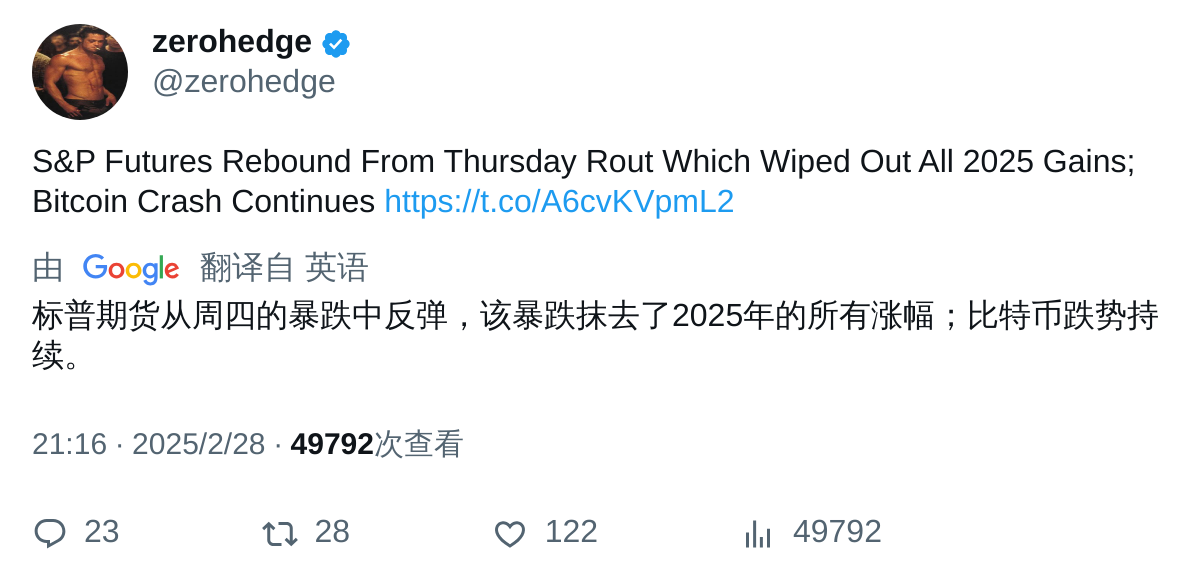 zerohedge
@zerohedge
S&P Futures Rebound From Thursday Rout Which Wiped Out All 2025 Gains;
Bitcoin Crash Continues https://t.co/A6cvKVpmL2
由 Google 翻译自 英语
标普期货从周四的暴跌中反弹，该暴跌抹去了2025年的所有涨幅；比特币跌势持
续。
21:16 · 2025/2/28 · 49792次查看
23 28 122 49792